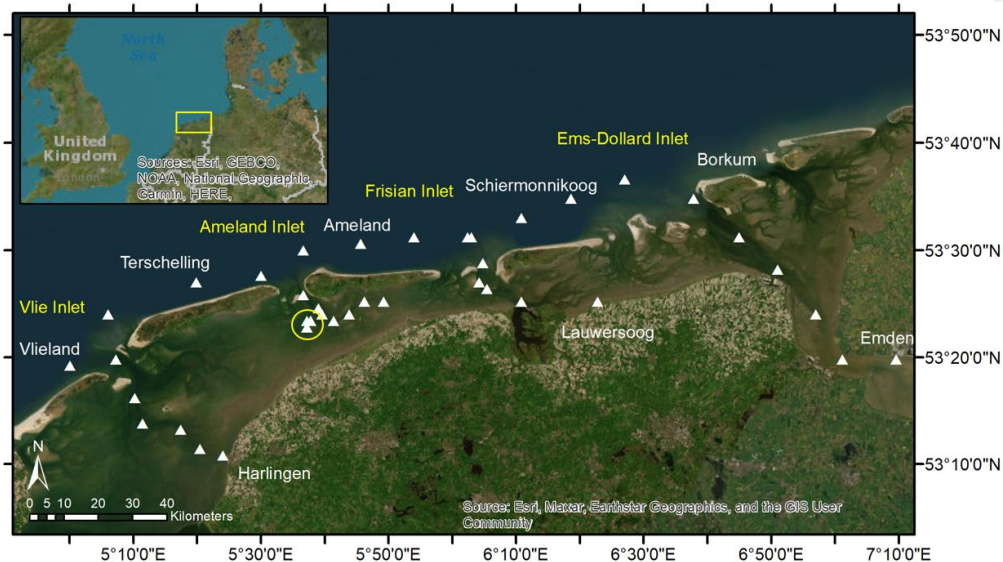 North
Sea
United
Kingdom
London
Sources: Esri, GEBCO,
NOAA, National Geographic,
Garmin, HERE,
Ems-Dollard Inlet
Borkum
Frisian Inlet
Schiermonnikoog
Ameland Inlet
Ameland
Terschelling
Vlie Inlet
Vlieland
Lauwersoog
Emden
Harlingen
N
0 5 10 20 30 40
Kilometers
Source: Esri, Maxar, Earthstar Geographics, and the GIS User
Community
53°50'0"N
53°40'0"N
53°30'0"N
53°20'0"N
53°10'0"N
5°10'0"E 5°30'0"E 5°50'0"E 6°10'0"E 6°30'0"E 6°50'0"E 7°10'0"E